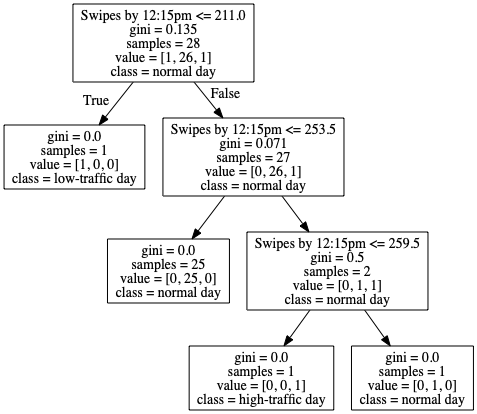 Swipes by 12:15pm <= 211.0
gini = 0.135
samples = 28
value = [1, 26, 1]
class = normal day
True
False
gini = 0.0
samples = 1
value = [1, 0, 0]
class = low-traffic day
Swipes by 12:15pm <= 253.5
gini = 0.071
samples = 27
value = [0, 26, 1]
class = normal day
gini = 0.0
samples = 25
value = [0, 25, 0]
class = normal day
Swipes by 12:15pm <= 259.5
gini = 0.5
samples = 2
value = [0, 1, 1]
class = normal day
gini = 0.0
samples = 1
value = [0, 0, 1]
class = high-traffic day
gini = 0.0
samples = 1
value = [0, 1, 0]
class = normal day